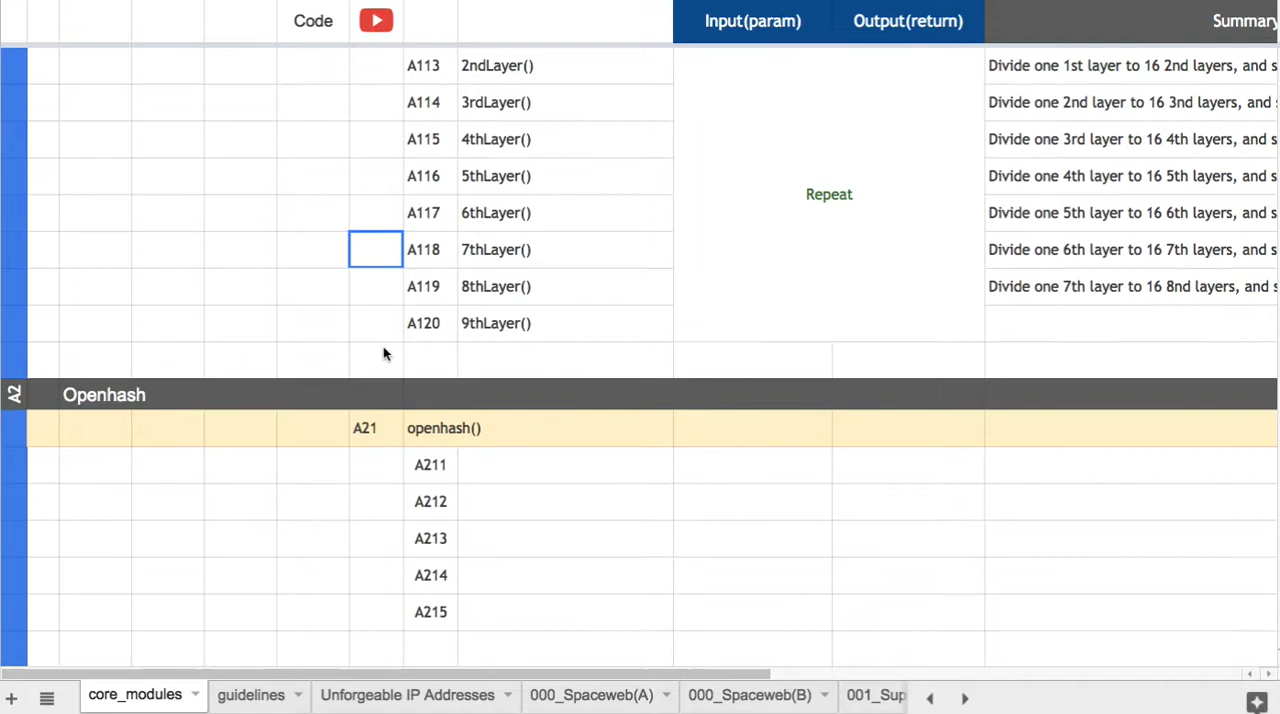 Code Input(param) Output(return) Summary
A113 2ndLayer() Divide one 1st layer to 16 2nd layers, and s
A114 3rdLayer() Divide one 2nd layer to 16 3nd layers, and s
A115 4thLayer() Divide one 3rd layer to 16 4th layers, and s
A116 5thLayer() Divide one 4th layer to 16 5th layers, and s
Repeat
A117 6thLayer() Divide one 5th layer to 16 6th layers, and s
A118 7thLayer() Divide one 6th layer to 16 7th layers, and s
A119 8thLayer() Divide one 7th layer to 16 8nd layers, and s
A120 9thLayer()
A2 Openhash
A21 openhash()
A211
A212
A213
A214
A215
core_modules guidelines Unforgeable IP Addresses 000_Spaceweb(A) 000_Spaceweb(B) 001_Sup